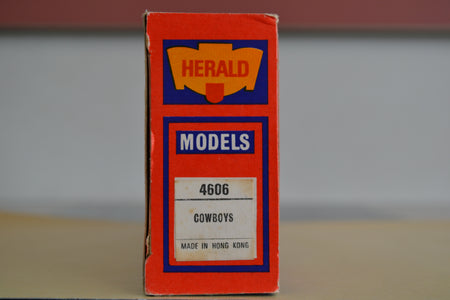 HERALD
MODELS
4606
COWBOYS
MADE IN HONG KONG